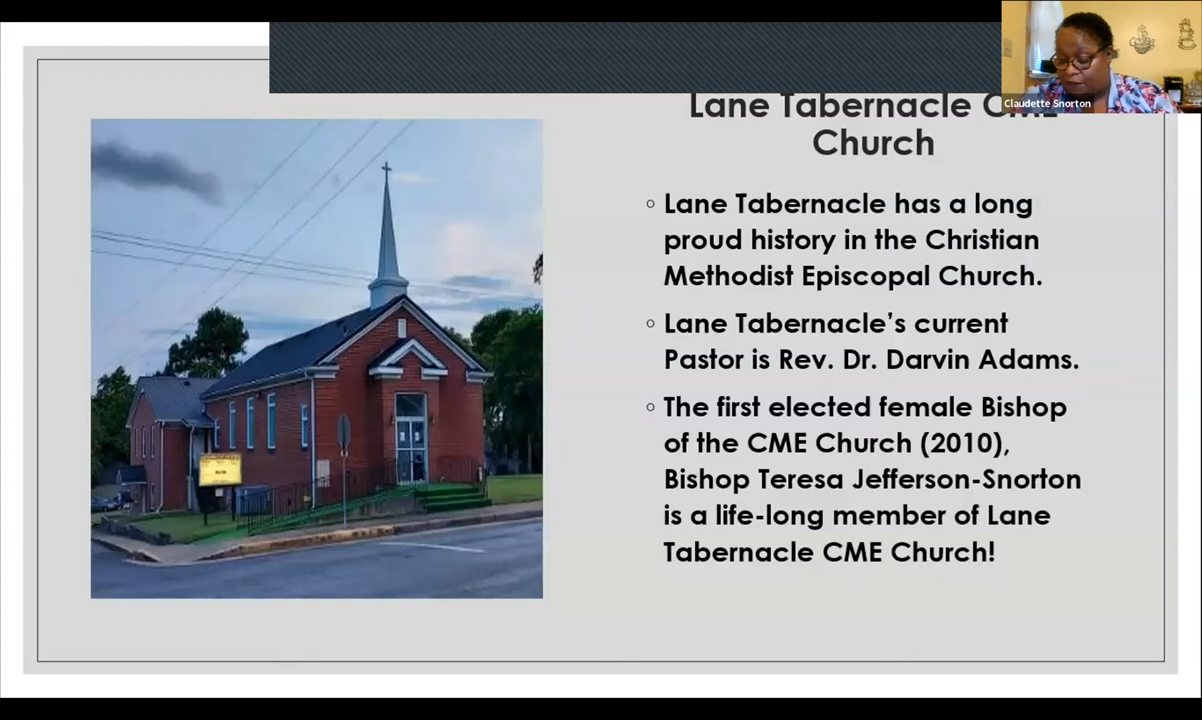 Claudette Snorton
Lane Tabernacle CME
Church
Lane Tabernacle has a long
proud history in the Christian
Methodist Episcopal Church.
Lane Tabernacle’s current
Pastor is Rev. Dr. Darvin Adams.
The first elected female Bishop
of the CME Church (2010),
Bishop Teresa Jefferson-Snorton
is a life-long member of Lane
Tabernacle CME Church!